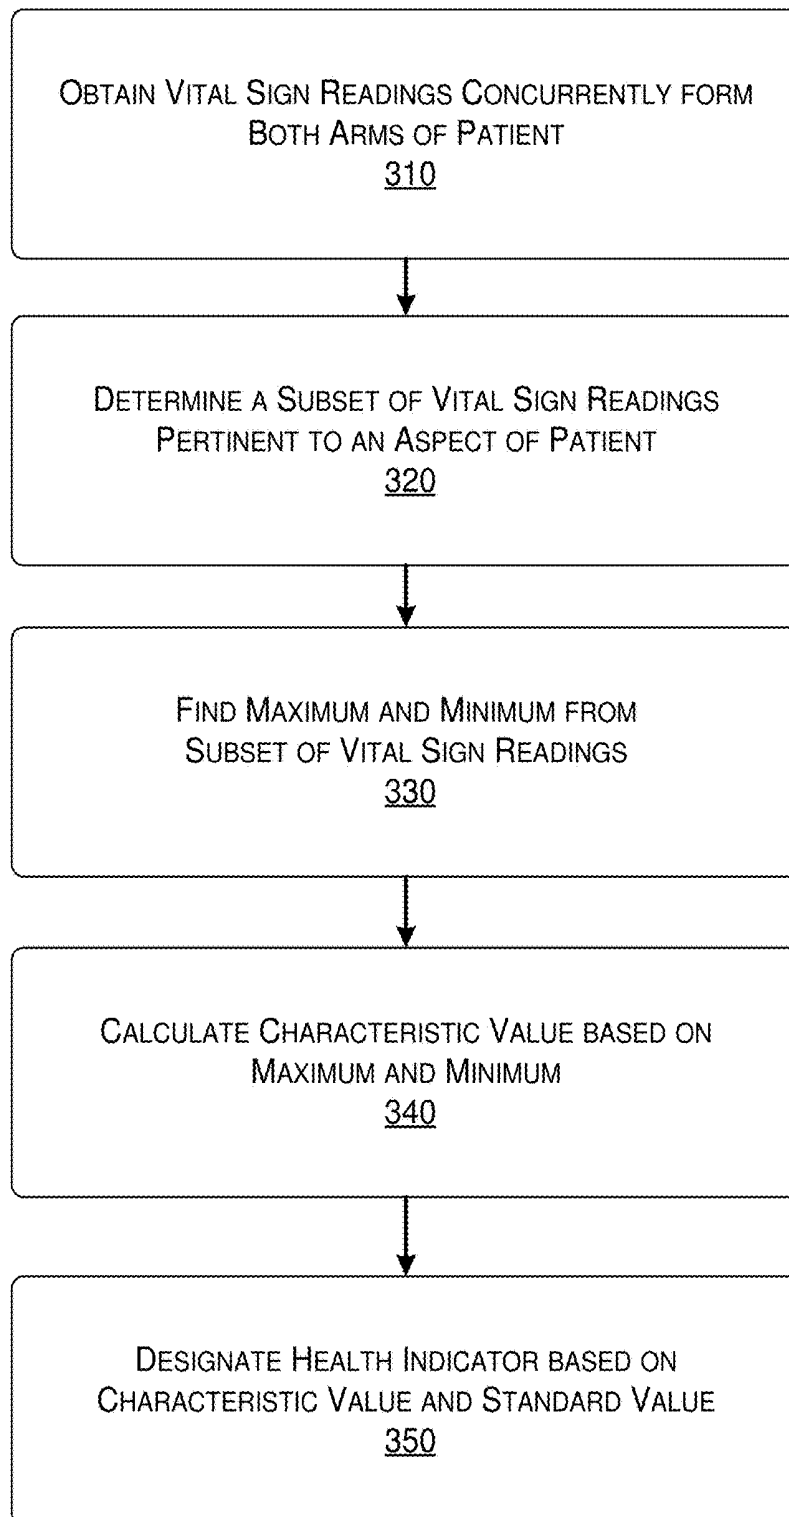 OBTAIN VITAL SIGN READINGS CONCURRENTLY FORM
BOTH ARMS OF PATIENT
310
DETERMINE A SUBSET OF VITAL SIGN READINGS
PERTINENT TO AN ASPECT OF PATIENT
320
FIND MAXIMUM AND MINIMUM FROM
SUBSET OF VITAL SIGN READINGS
330
CALCULATE CHARACTERISTIC VALUE BASED ON
MAXIMUM AND MINIMUM
340
DESIGNATE HEALTH INDICATOR BASED ON
CHARACTERISTIC VALUE AND STANDARD VALUE
350